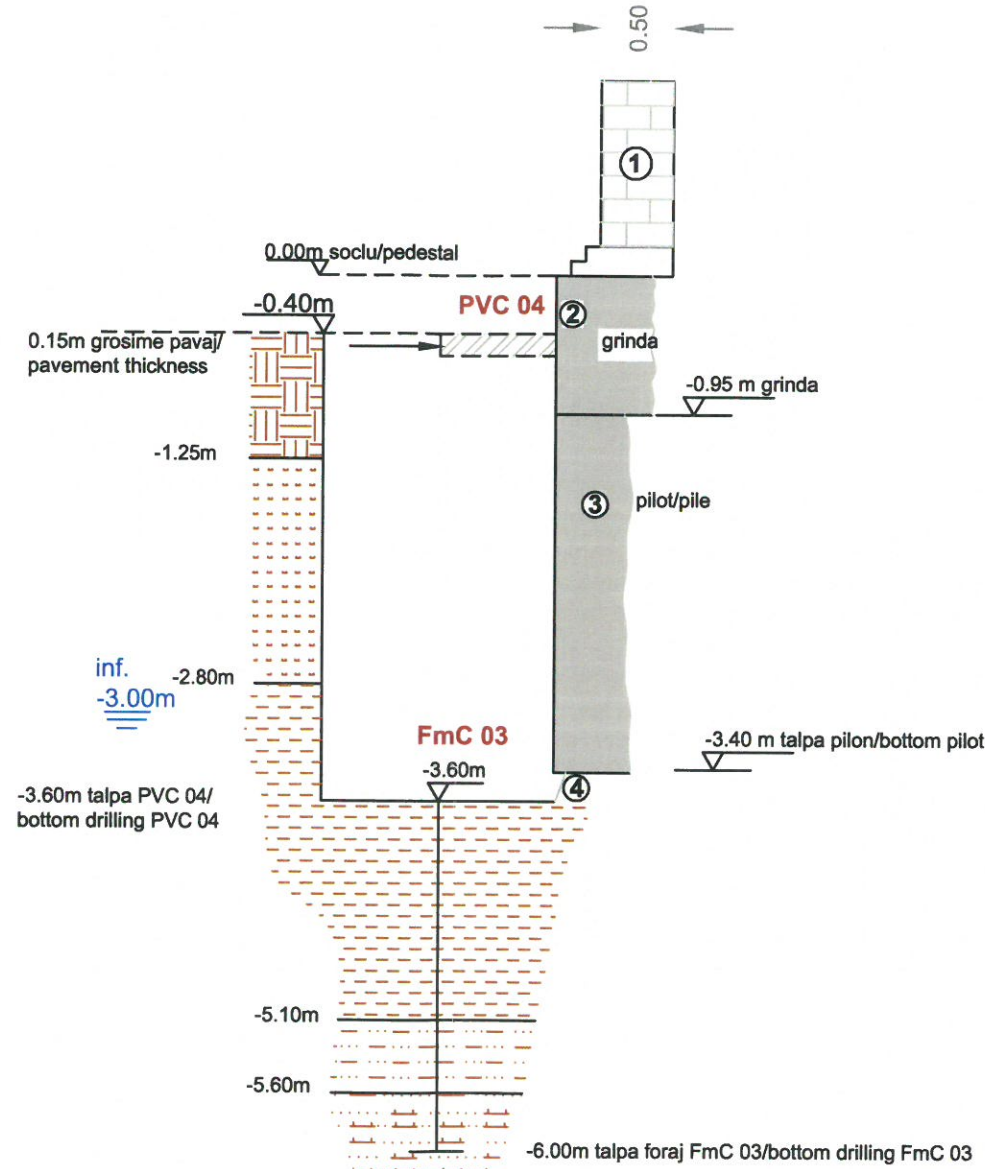 0.50
①
0.00m soclu/pedestal
-0.40m
PVC 04
②
0.15m grosime pavaj/
pavement thickness
grinda
-0.95 m grinda
-1.25m
③
pilot/pile
inf.
-3.00m
-2.80m
FmC 03
-3.60m
-3.40 m talpa pilon/bottom pilot
④
-3.60m talpa PVC 04/
bottom drilling PVC 04
-5.10m
-5.60m
-6.00m talpa foraj FmC 03/bottom drilling FmC 03